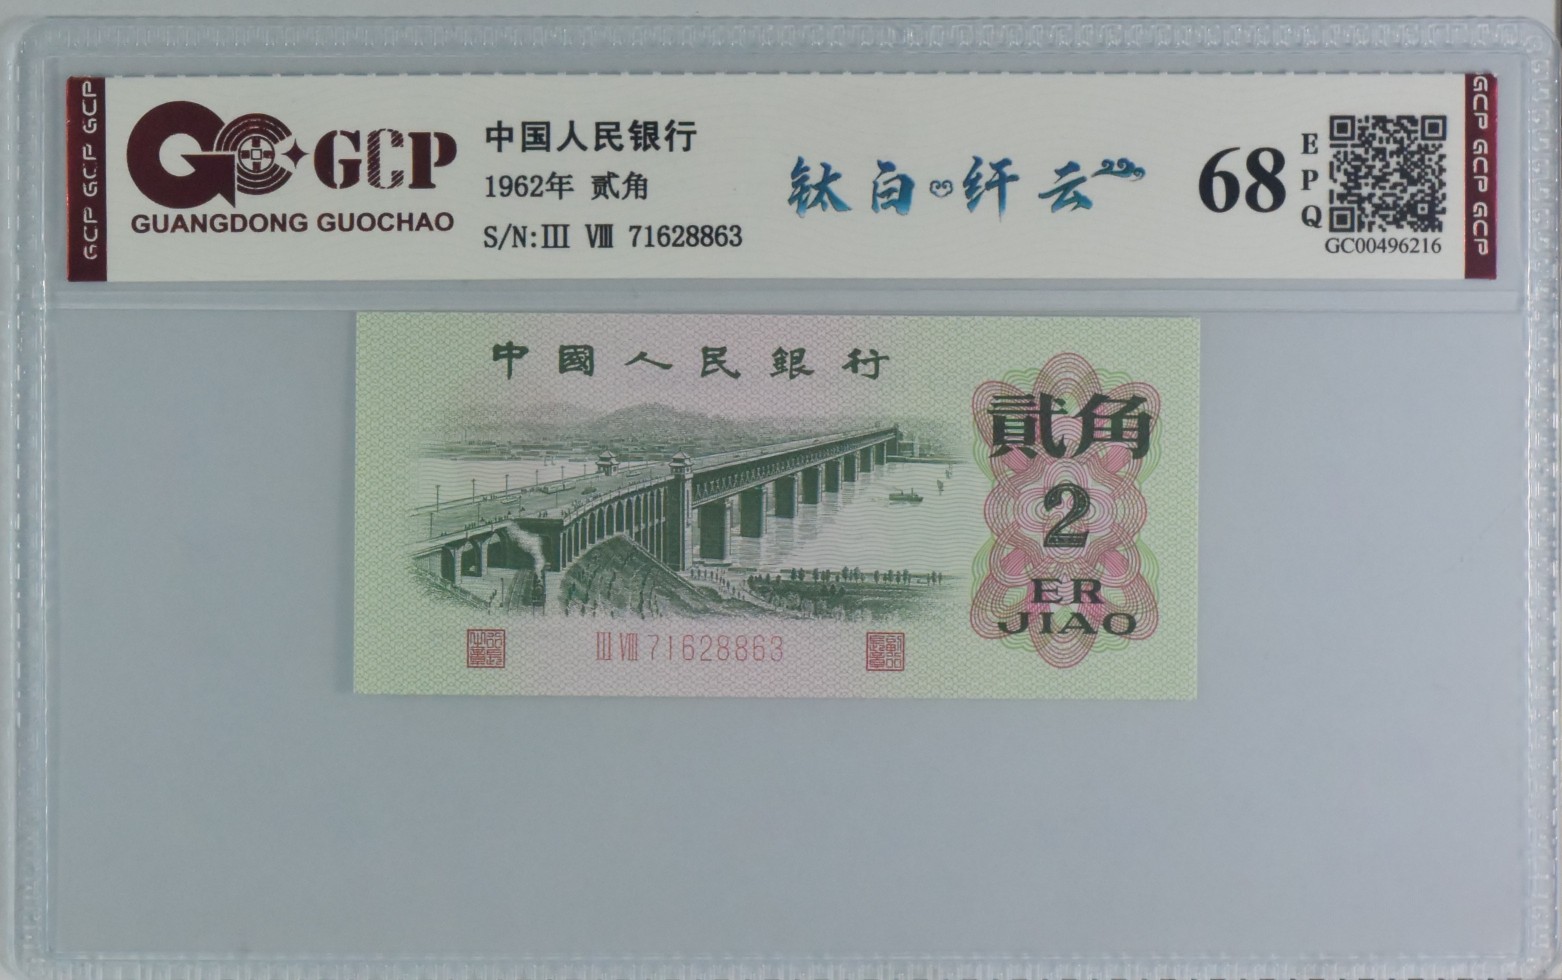 GCP GCP GCP
GCP
GUANGDONG GUOCHAO
中国人民银行
1962年 贰角
S/N:III VIII 71628863
钛白·纤云
68
EPQ
GC00496216
GCP GCP GCP
中國人民銀行
貳角
2
ER
JIAO
III VIII 71628863